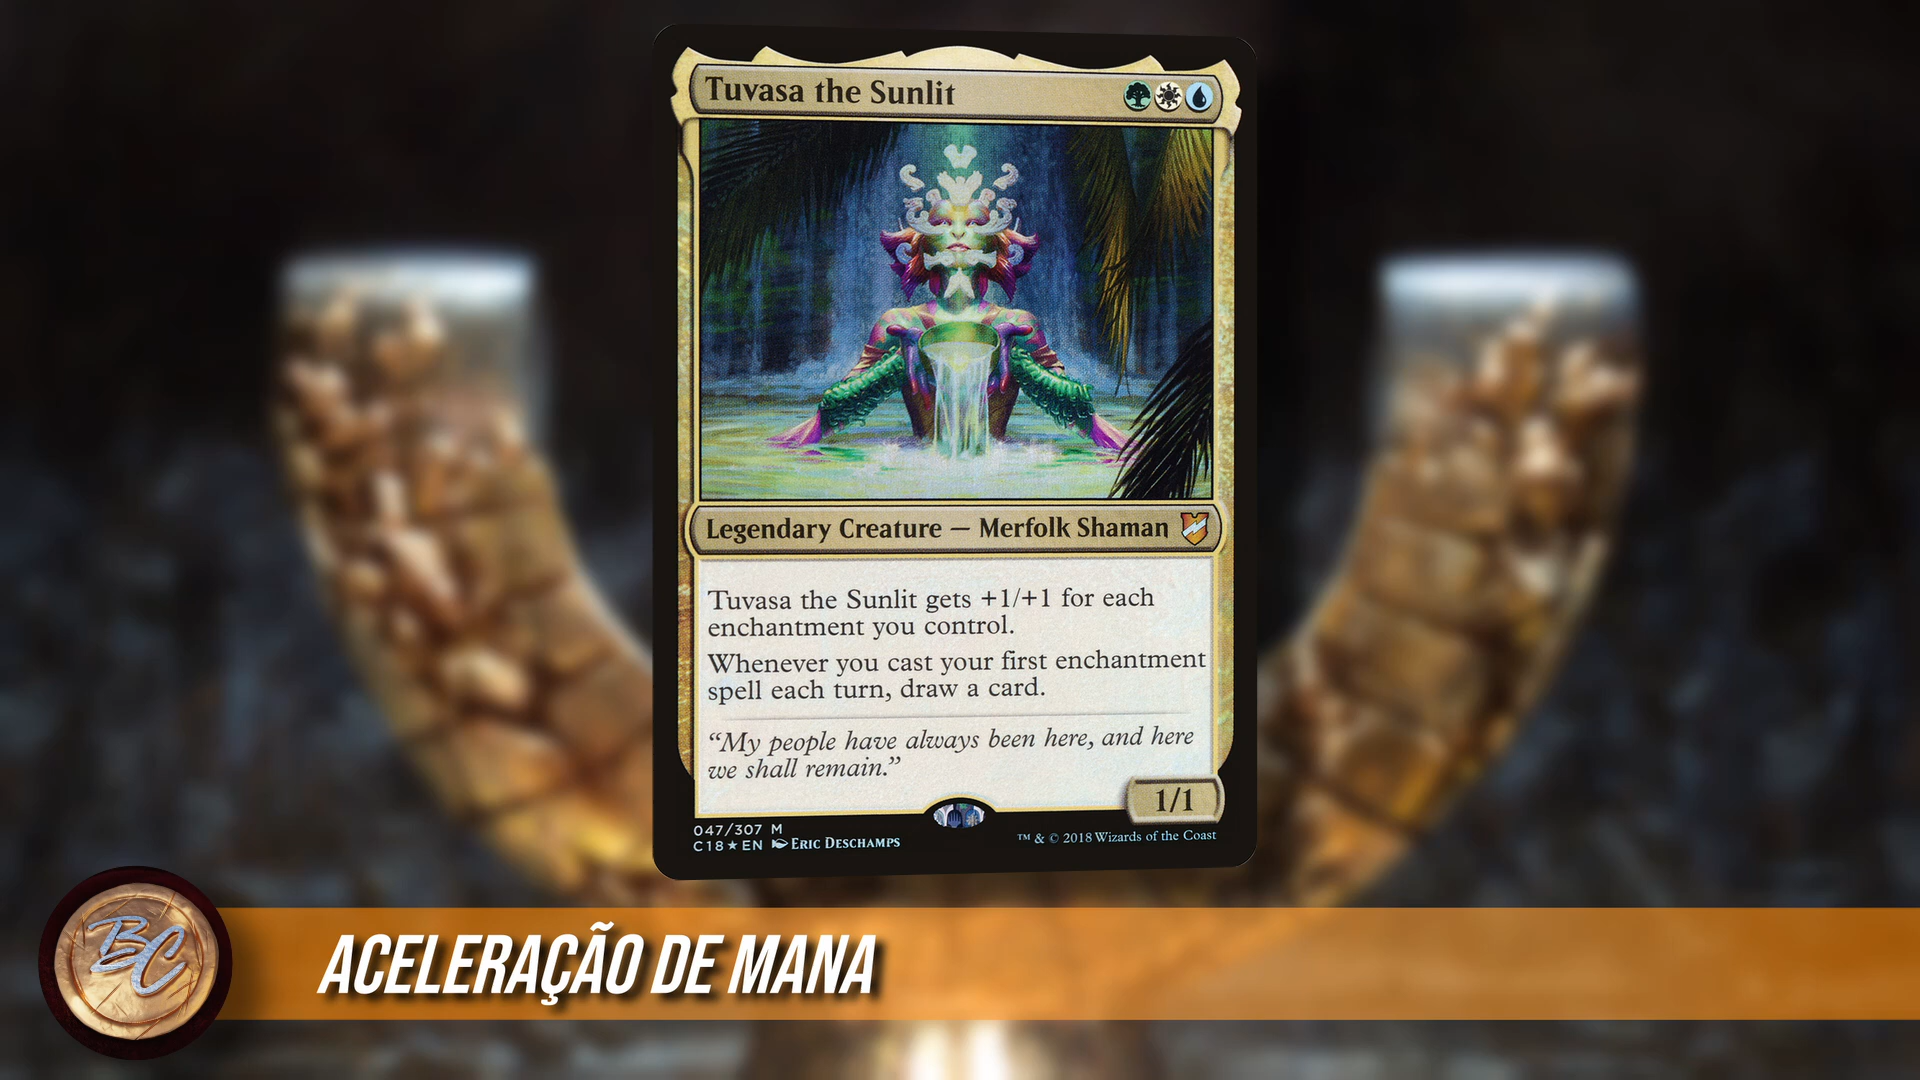 Tuvasa the Sunlit
Legendary Creature — Merfolk Shaman
Tuvasa the Sunlit gets +1/+1 for each
enchantment you control.
Whenever you cast your first enchantment
spell each turn, draw a card.
“My people have always been here, and here
we shall remain.”
1/1
047/307 M
C18★EN Eric Deschamps
™ & © 2018 Wizards of the Coast
BC
ACELERAÇÃO DE MANA